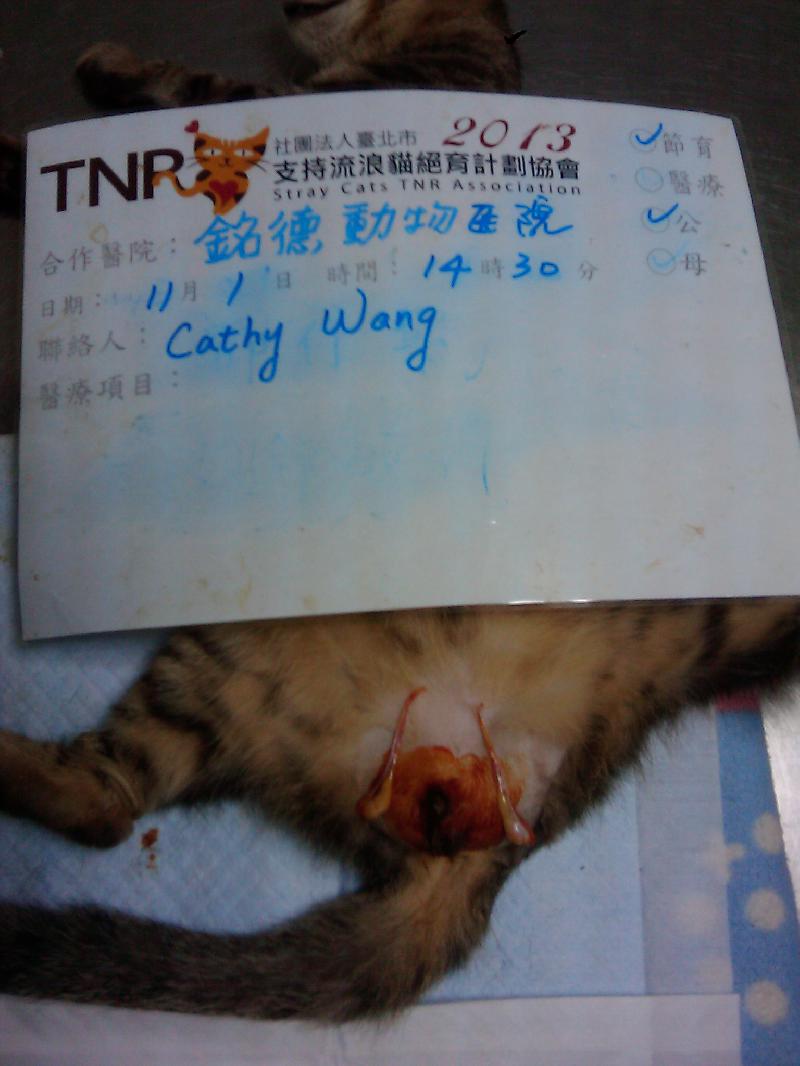 TNR 社團法人臺北市 2013
支持流浪貓絕育計劃協會
Stray Cats TNR Association
節育
醫療
公
母
合作醫院：銘德動物医院
日期：11月1日 時間：14時30分
聯絡人：Cathy Wang
醫療項目：